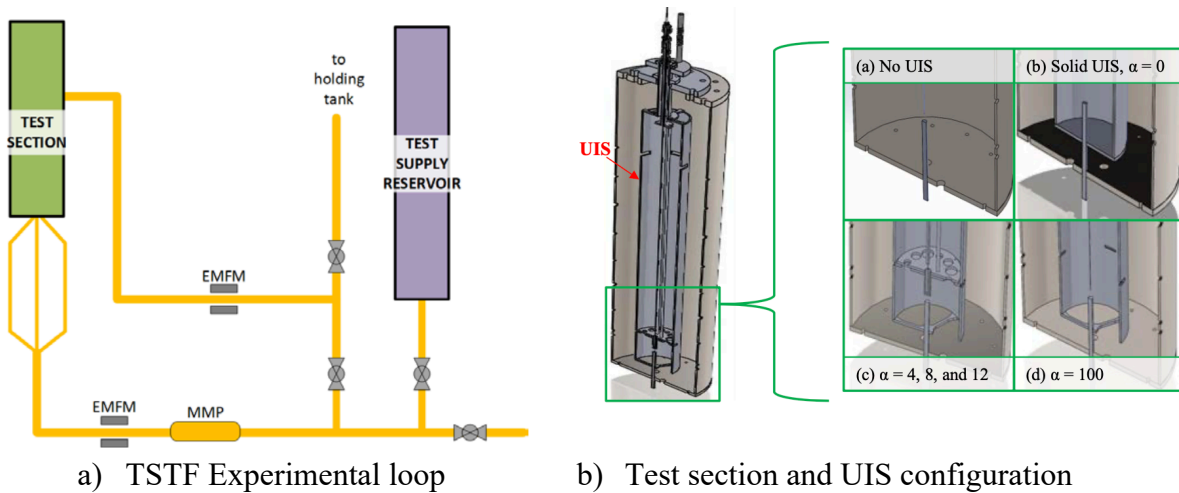 TEST
SECTION
to
holding
tank
TEST
SUPPLY
RESERVOIR
EMFM
EMFM
MMP
a) TSTF Experimental loop
UIS
(a) No UIS
(b) Solid UIS, α = 0
(c) α = 4, 8, and 12
(d) α = 100
b) Test section and UIS configuration